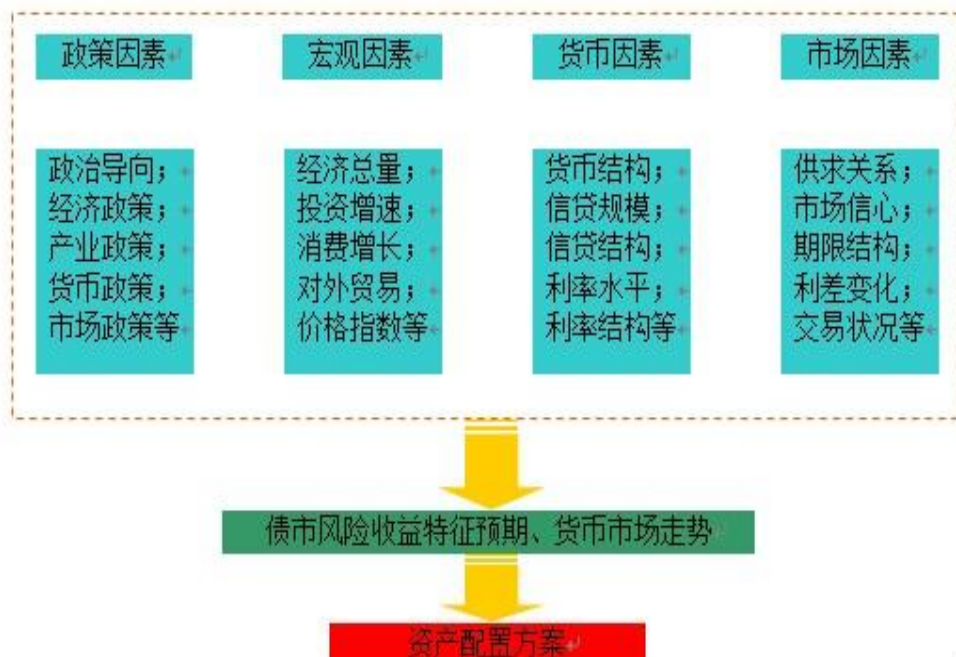 政策因素
宏观因素
货币因素
市场因素
政治导向；
经济政策；
产业政策；
货币政策；
市场政策等
经济总量；
投资增速；
消费增长；
对外贸易；
价格指数等
货币结构；
信贷规模；
信贷结构；
利率水平；
利率结构等
供求关系；
市场信心；
期限结构；
利差变化；
交易状况等
债市风险收益特征预期、货币市场走势
资产配置方案